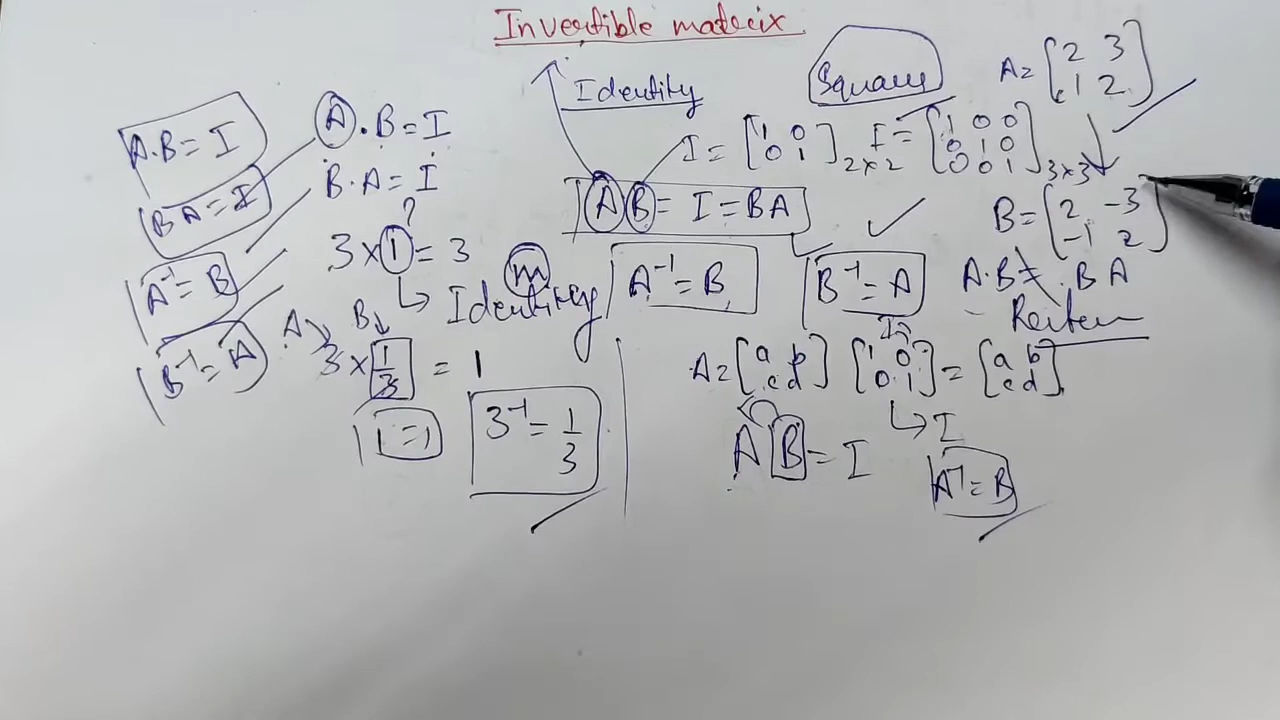 Invertible matrix
Identity
Square
A = [2 3
1 2]
A.B = I
B A = I
A⁻¹ = B
B⁻¹ = A
A . B = I
B . A = I
?
3 × 1 = 3
Identity
m
A
B
3 × 1/3 = 1
1 = 1
3⁻¹ = 1/3
I = [1 0
0 1] 2×2
I = [1 0 0
0 1 0
0 0 1] 3×3
A B = I = BA
A⁻¹ = B
B⁻¹ = A
B = [2 -3
-1 2]
A.B = . B A
A = [a b
c d] [1 0
0 1] = [a b
c d]
I
A B = I
A⁻¹ = B